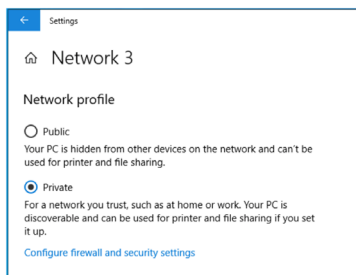 Settings
Network 3
Network profile
Public
Your PC is hidden from other devices on the network and can't be
used for printer and file sharing.
Private
For a network you trust, such as at home or work. Your PC is
discoverable and can be used for printer and file sharing if you set
it up.
Configure firewall and security settings